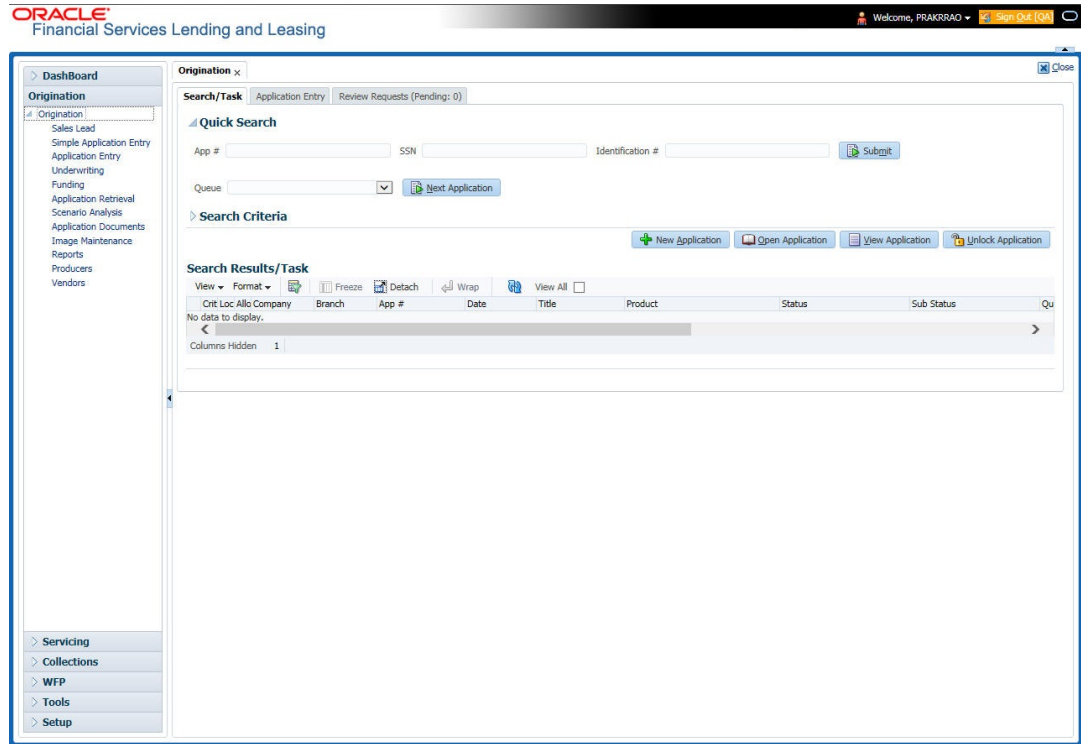 ORACLE
Financial Services Lending and Leasing
Welcome, PRAKRRAO
Sign Out [QA]
DashBoard
Origination
Origination
Sales Lead
Simple Application Entry
Application Entry
Underwriting
Funding
Application Retrieval
Scenario Analysis
Application Documents
Image Maintenance
Reports
Producers
Vendors
Servicing
Collections
WFP
Tools
Setup
Origination x
Close
Search/Task Application Entry Review Requests (Pending: 0)
Quick Search
App # SSN Identification # Submit
Queue Next Application
Search Criteria
New Application Open Application View Application Unlock Application
Search Results/Task
View Format Freeze Detach Wrap View All
Crit Loc Allo Company Branch App # Date Title Product Status Sub Status Qu
No data to display.
Columns Hidden 1